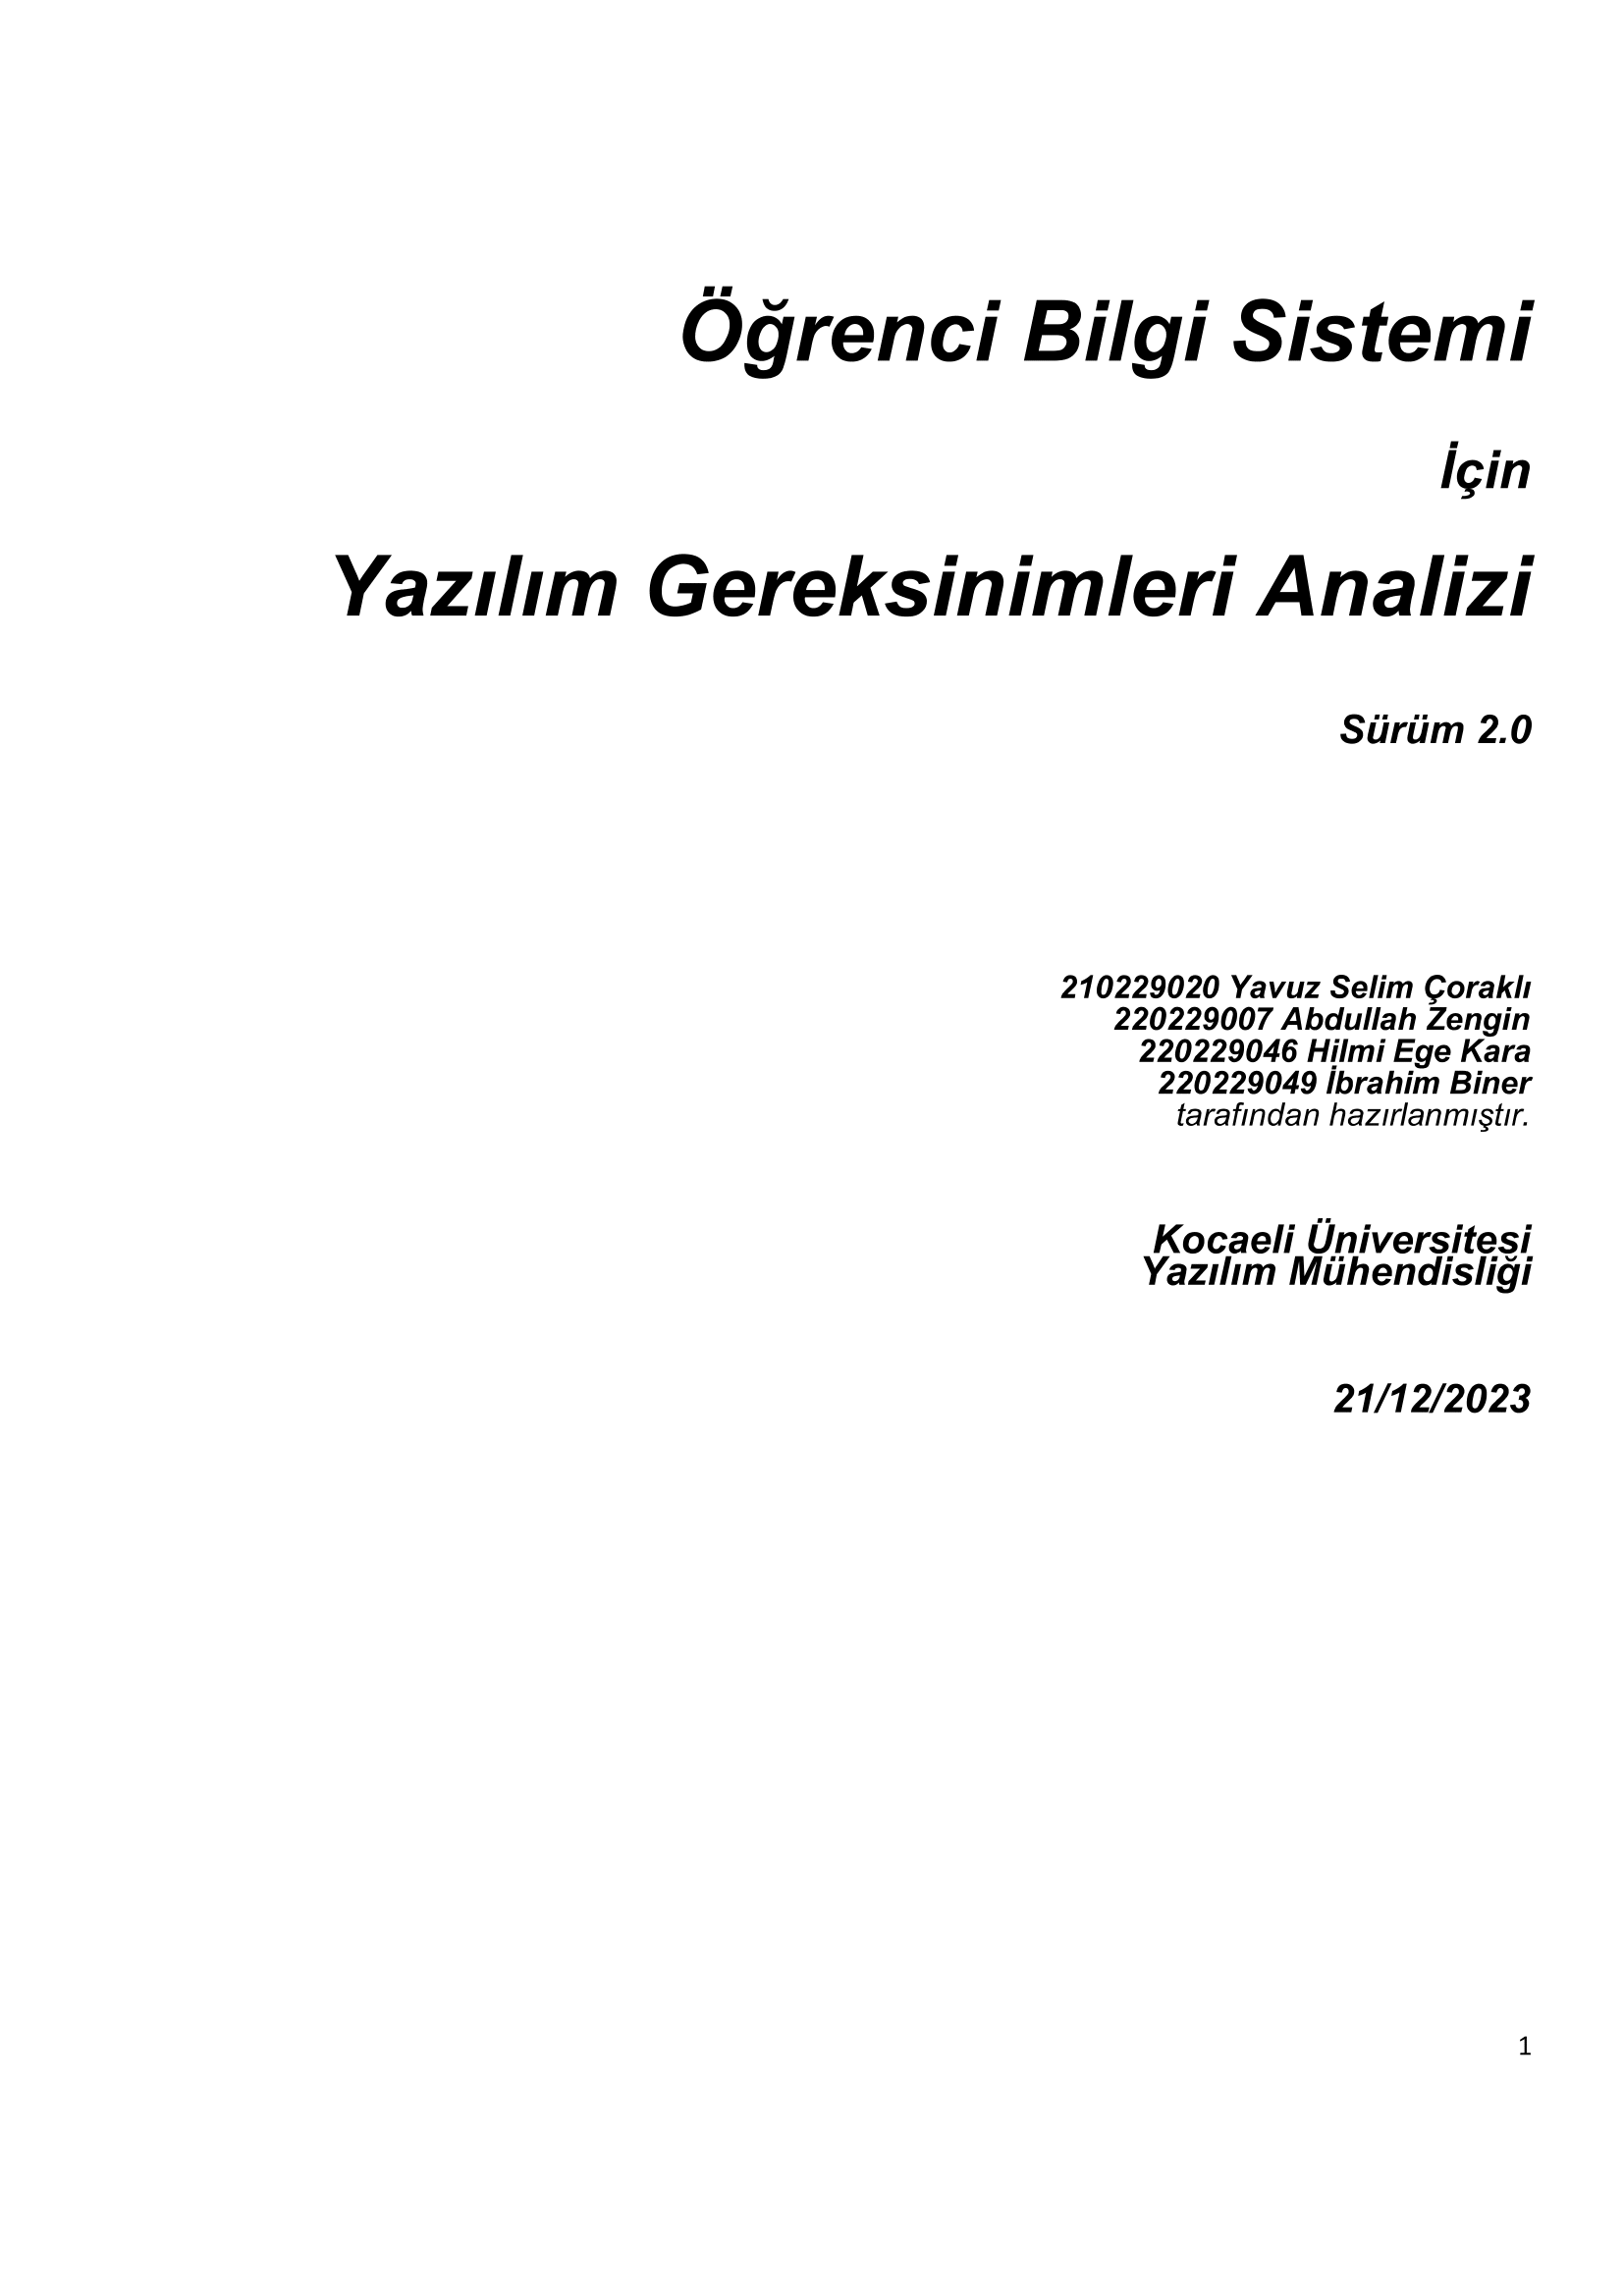 Öğrenci Bilgi Sistemi
İçin
Yazılım Gereksinimleri Analizi
Sürüm 2.0
210229020 Yavuz Selim Çoraklı
220229007 Abdullah Zengin
220229046 Hilmi Ege Kara
220229049 İbrahim Biner
tarafından hazırlanmıştır.
Kocaeli Üniversitesi
Yazılım Mühendisliği
21/12/2023
1